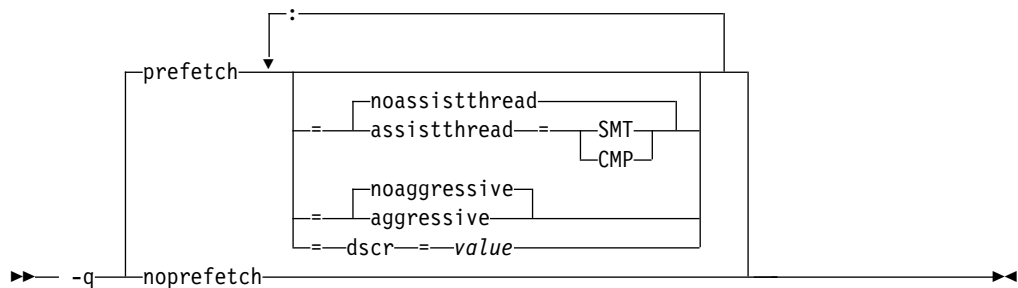 :
prefetch
noassistthread
= assistthread = SMT
CMP
noaggressive
= aggressive
= dscr = value
-q noprefetch